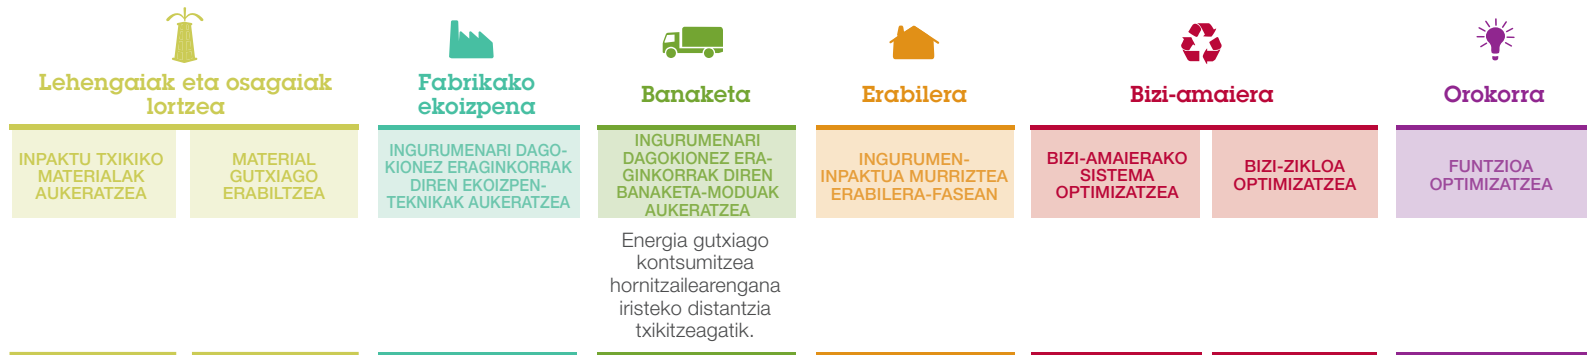 Lehengaiak eta osagaiak
lortzea
Fabrikako
ekoizpena
Banaketa
Erabilera
Bizi-amaiera
Orokorra
INPAKTU TXIKIKO
MATERIALAK
AUKERATZEA
MATERIAL
GUTXIAGO
ERABILTZEA
INGURUMENARI DAGO-
KIONEZ ERAGINKORRAK
DIREN EKOIZPEN-
TEKNIKAK AUKERATZEA
INGURUMENARI
DAGOKIONEZ ERA-
GINKORRAK DIREN
BANAKETA-MODUAK
AUKERATZEA
INGURUMEN-
INPAKTUA MURRIZTEA
ERABILERA-FASEAN
BIZI-AMAIERAKO
SISTEMA
OPTIMIZATZEA
BIZI-ZIKLOA
OPTIMIZATZEA
FUNTZIOA
OPTIMIZATZEA
Energia gutxiago
kontsumitzea
hornitzailearengana
iristeko distantzia
txikitzeagatik.